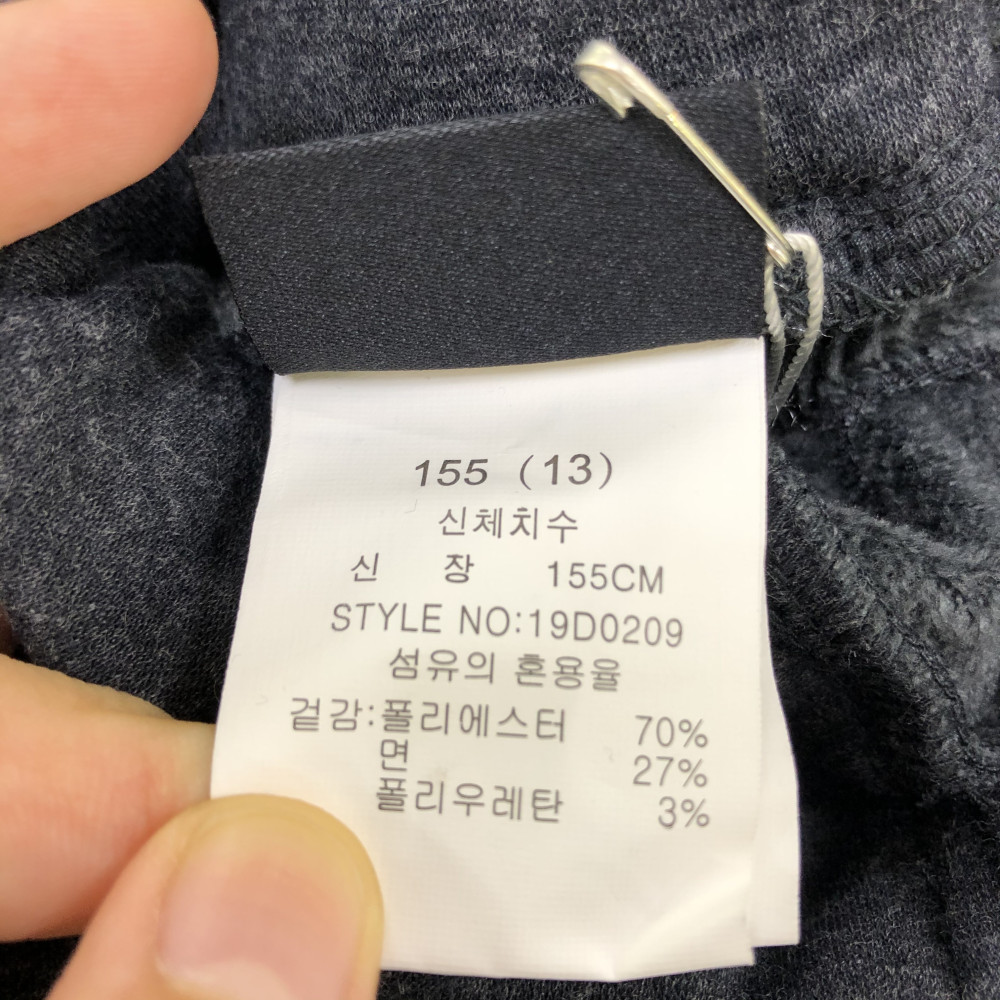 155 (13)
신체치수
신 장 155CM
STYLE NO:19D0209
섬유의 혼용율
겉감:폴리에스터 70%
면 27%
폴리우레탄 3%